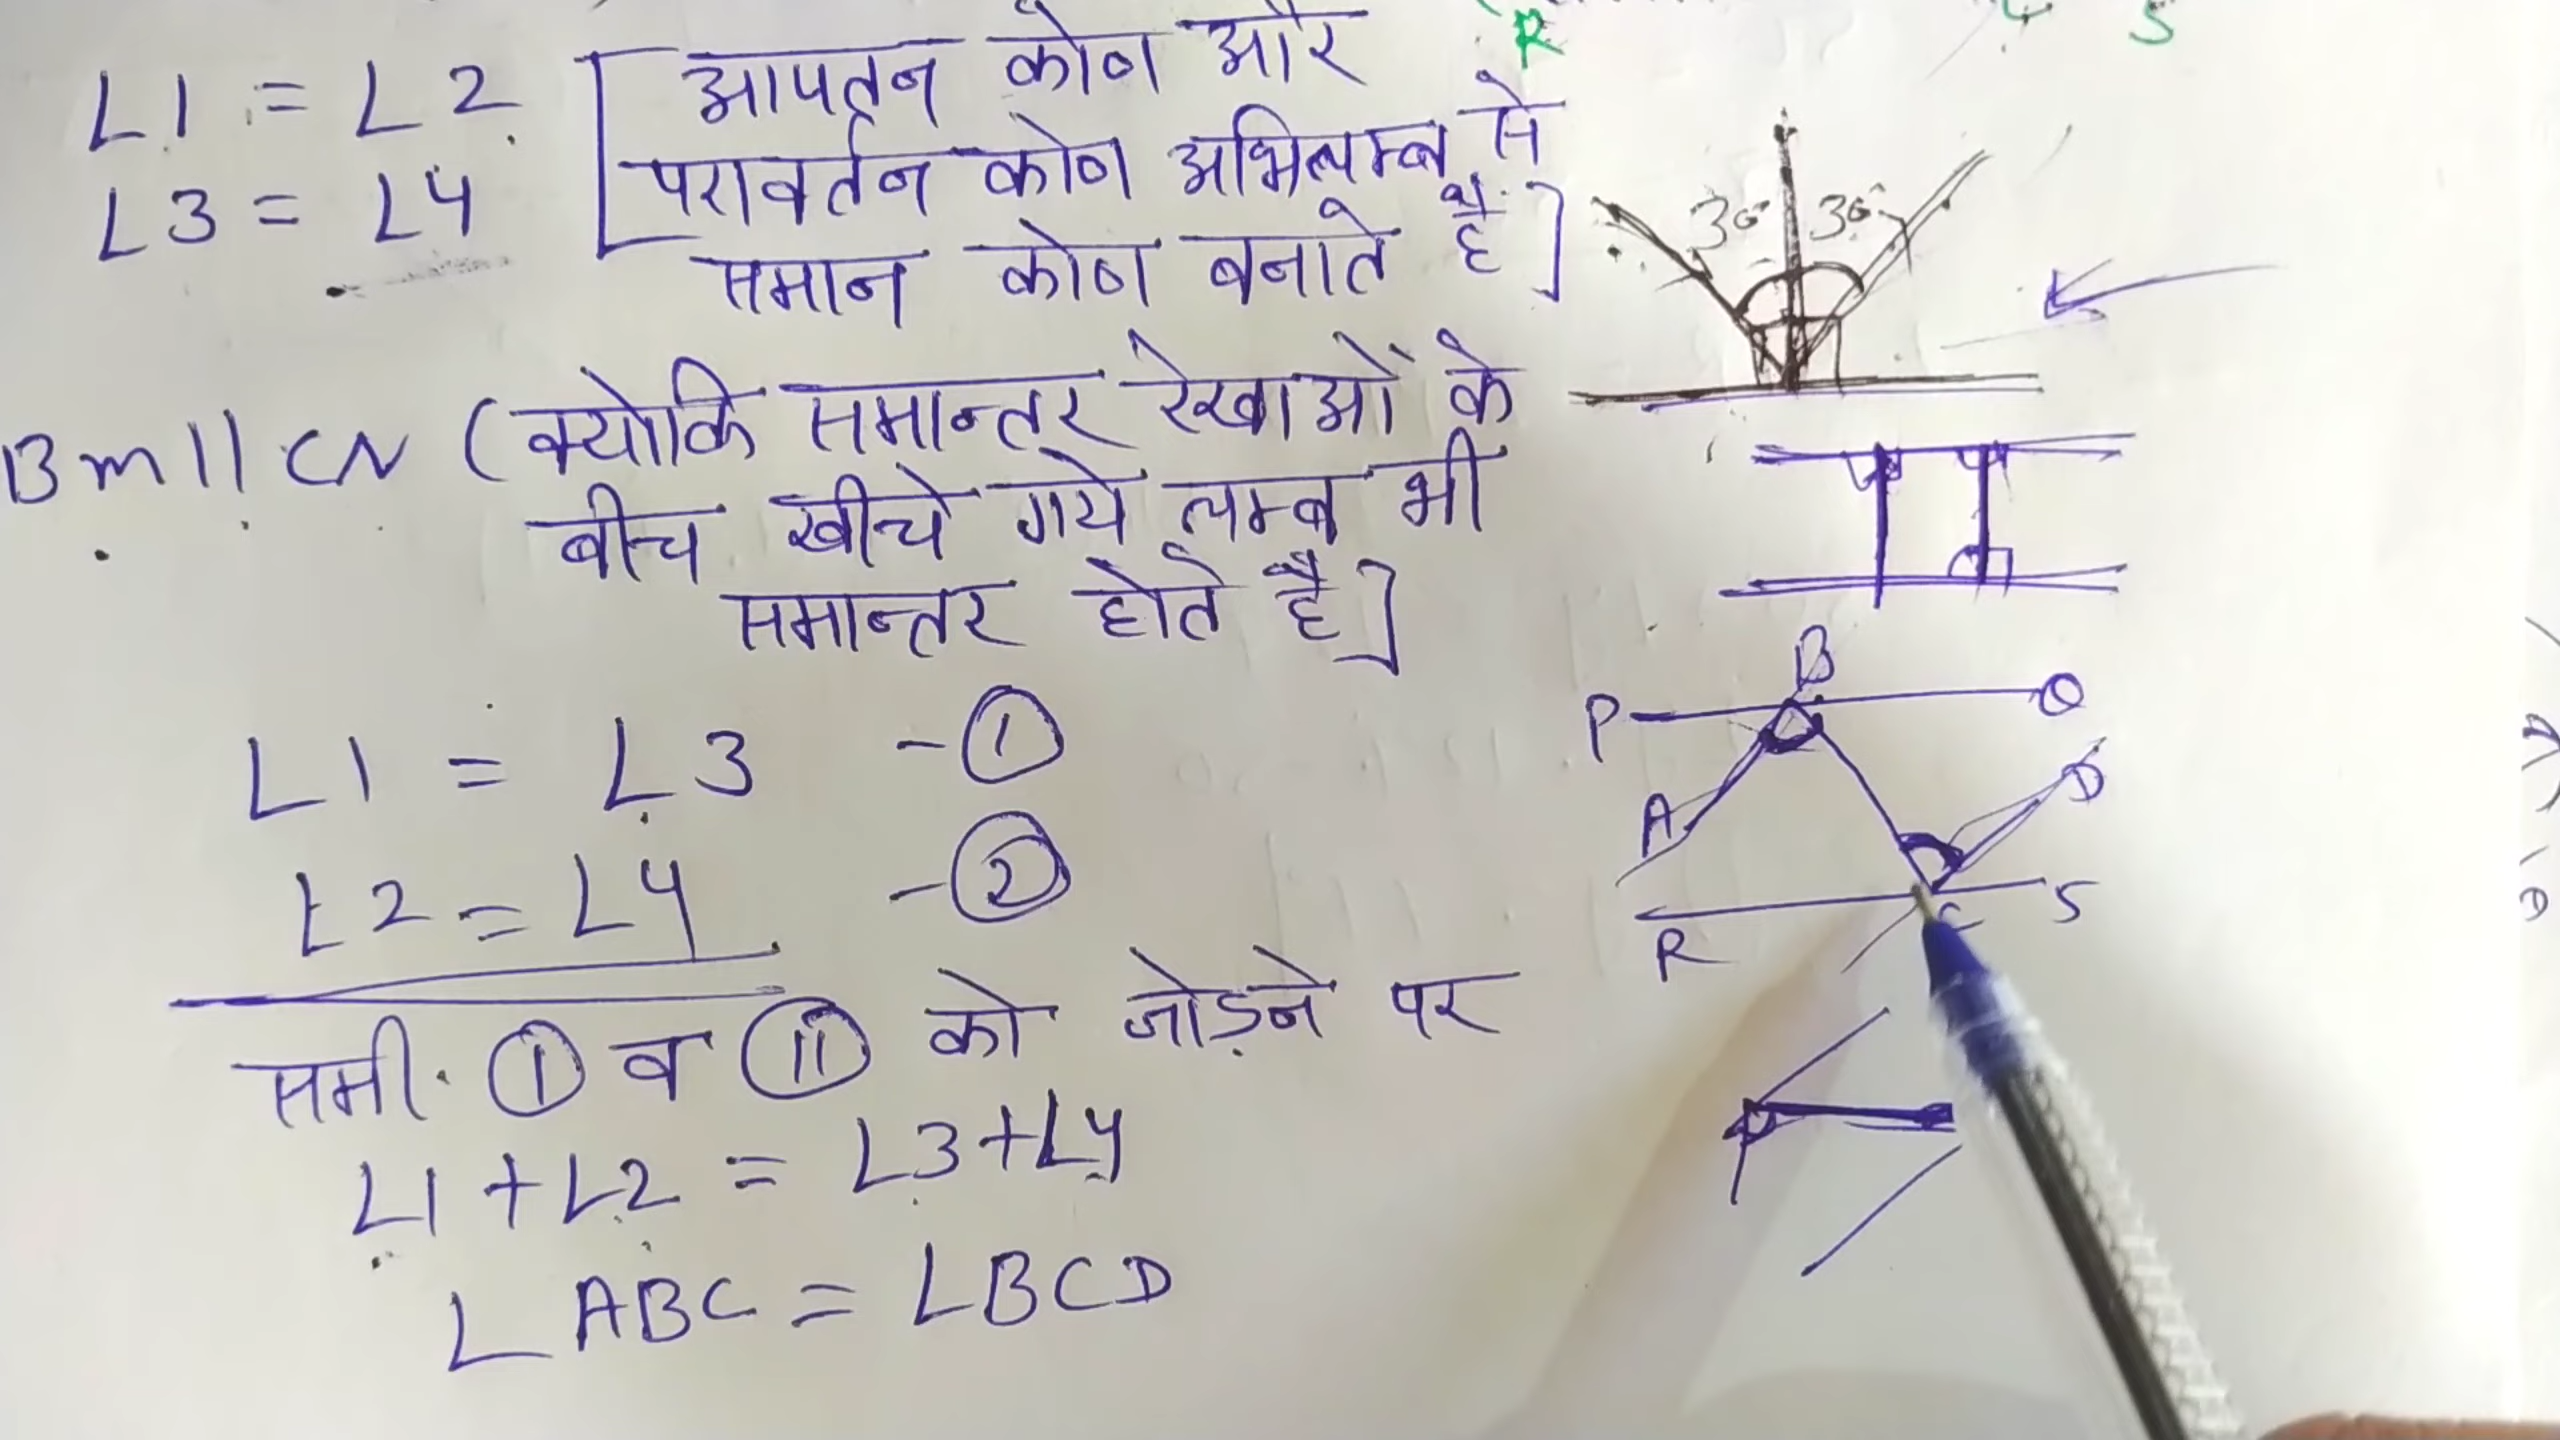 R
S
∠1 = ∠2 [आपतन कोण और
∠3 = ∠4 परावर्तन कोण अभिलम्ब से
समान कोण बनाते है]
30° 30°
Bm || CN (क्योकि समान्तर रेखाओं के
बीच खीचे गये लम्ब भी
समान्तर होते है]
∠1 = ∠3 - ①
∠2 = ∠4 - ②
P B Q
A D
R C S
समी. ① व ⑪ को जोड़ने पर
∠1 + ∠2 = ∠3 + ∠4
∠ABC = ∠BCD